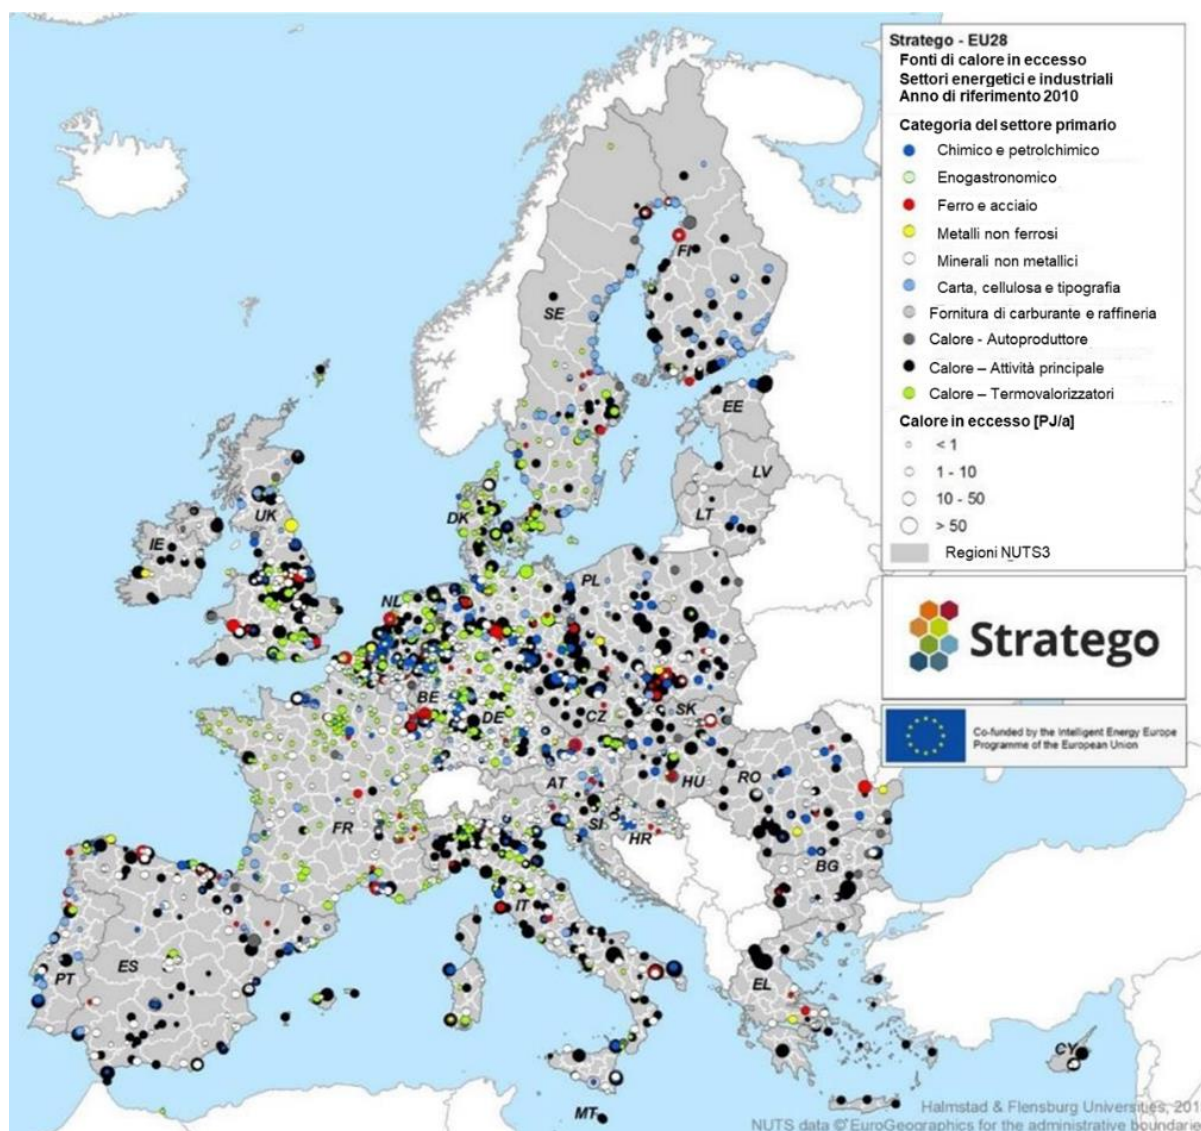 Stratego - EU28
Fonti di calore in eccesso
Settori energetici e industriali
Anno di riferimento 2010
Categoria del settore primario
Chimico e petrolchimico
Enogastronomico
Ferro e acciaio
Metalli non ferrosi
Minerali non metallici
Carta, cellulosa e tipografia
Fornitura di carburante e raffineria
Calore - Autoproduttore
Calore – Attività principale
Calore – Termovalorizzatori
Calore in eccesso [PJ/a]
< 1
1 - 10
10 - 50
> 50
Regioni NUTS3
Stratego
Co-funded by the Intelligent Energy Europe
Programme of the European Union
FI
SE
EE
LV
LT
DK
UK
IE
NL
PL
BE
DE
CZ
SK
AT
HU
RO
FR
SI
HR
BG
IT
PT
ES
EL
CY
MT
Halmstad & Flensburg Universities, 201
NUTS data © EuroGeographics for the administrative boundarie